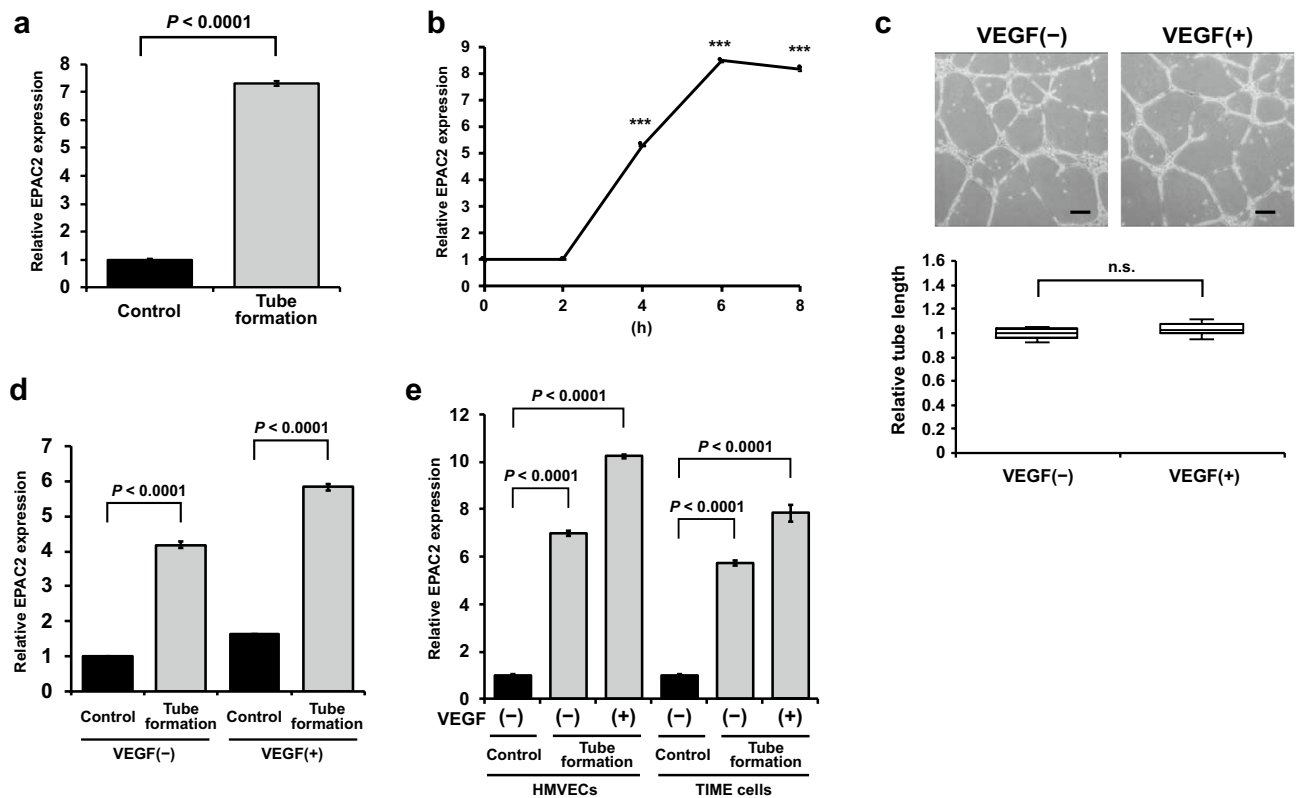 a
P < 0.0001
Relative EPAC2 expression
8
7
6
5
4
3
2
1
0
Control
Tube
formation
b
Relative EPAC2 expression
9
8
7
6
5
4
3
2
1
0
***
***
***
0 2 4 6 8
(h)
c
VEGF(−) VEGF(+)
Relative tube length
1.6
1.4
1.2
1
0.8
0.6
0.4
0.2
0
n.s.
VEGF(−) VEGF(+)
d
Relative EPAC2 expression
7
6
5
4
3
2
1
0
P < 0.0001
P < 0.0001
Control Tube formation Control Tube formation
VEGF(−) VEGF(+)
e
Relative EPAC2 expression
12
10
8
6
4
2
0
P < 0.0001
P < 0.0001
P < 0.0001
P < 0.0001
VEGF (−) (−) (+) (−) (−) (+)
Control Tube formation Control Tube formation
HMVECs TIME cells